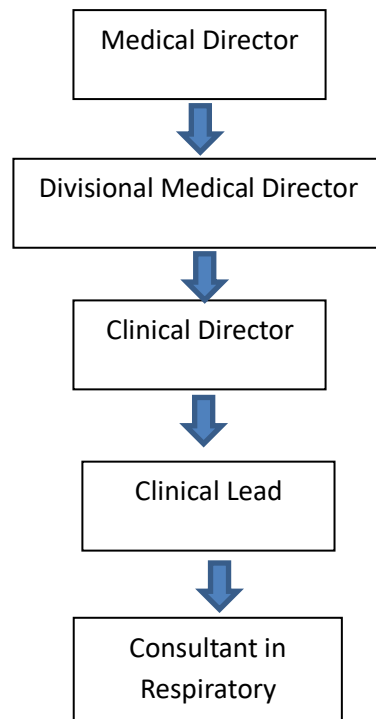 Medical Director
Divisional Medical Director
Clinical Director
Clinical Lead
Consultant in
Respiratory